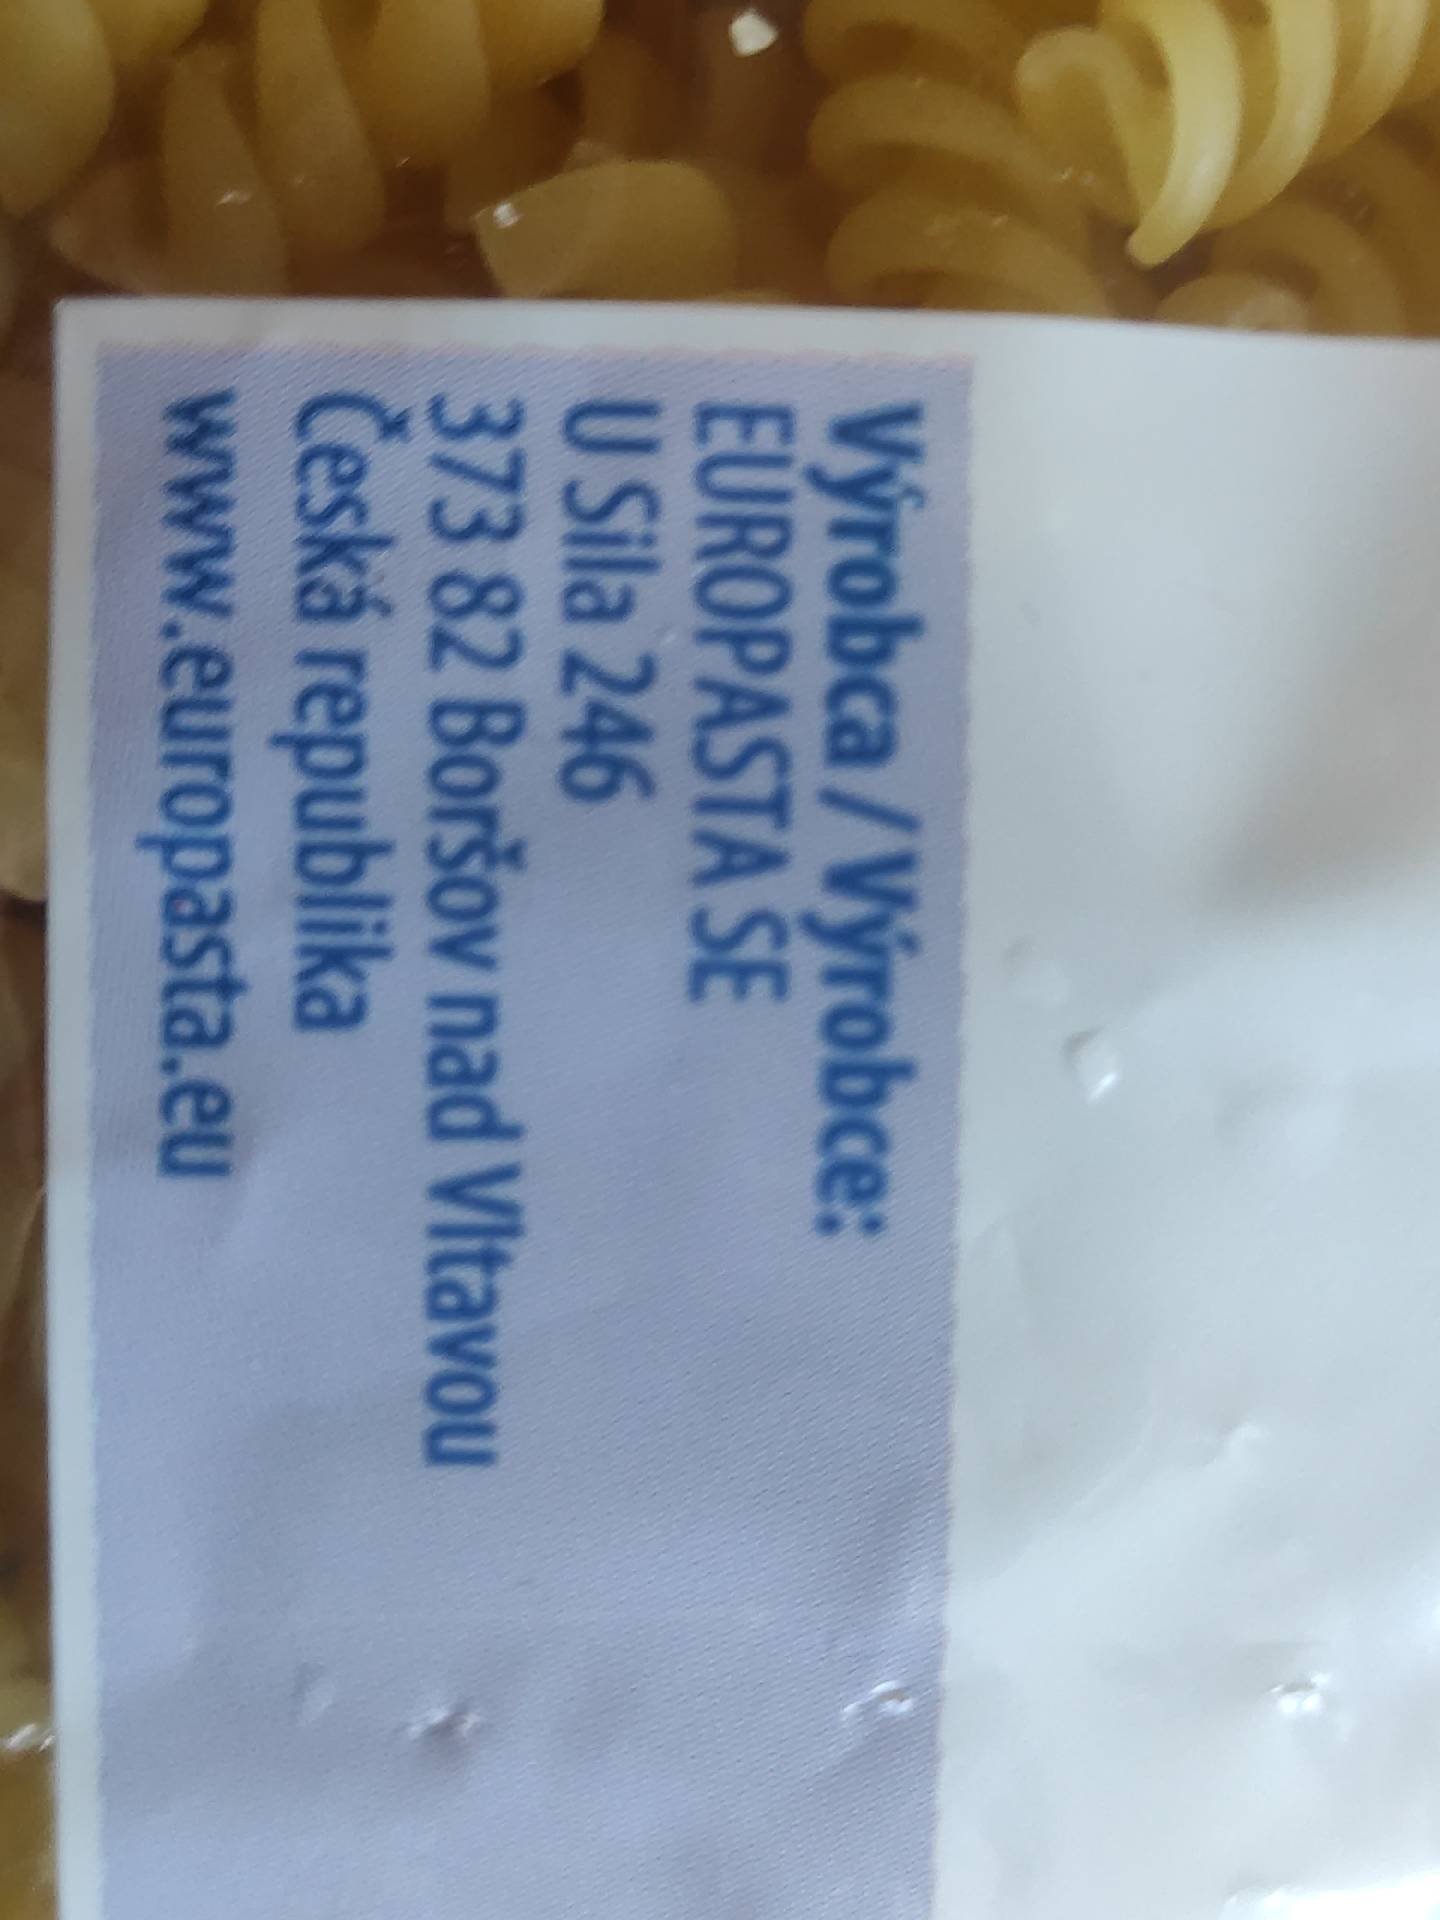 Výrobca / Výrobce:
EUROPASTA SE
U Sila 246
373 82 Boršov nad Vltavou
Česká republika
www.europasta.eu